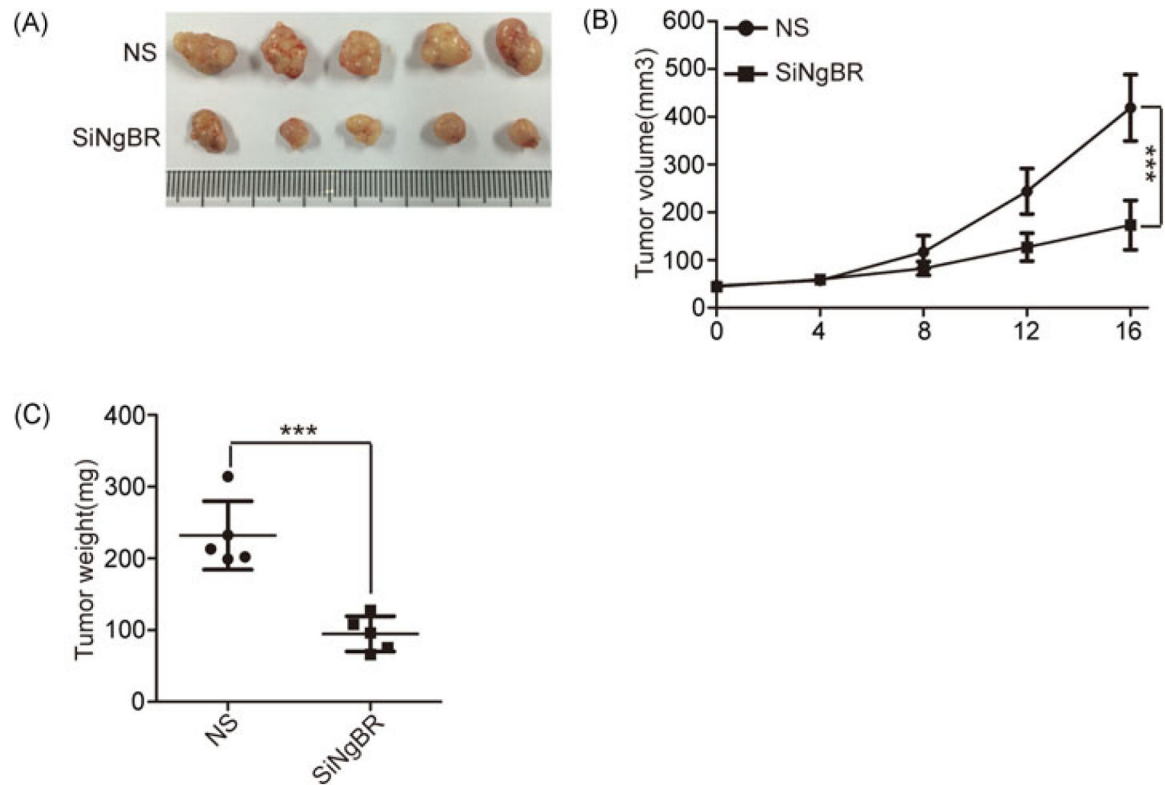 (A)
NS
SiNgBR
(B)
Tumor volume(mm3)
600
500
400
300
200
100
0
0 4 8 12 16
NS
SiNgBR
***
(C)
Tumor weight(mg)
400
300
200
100
0
***
NS
SiNgBR